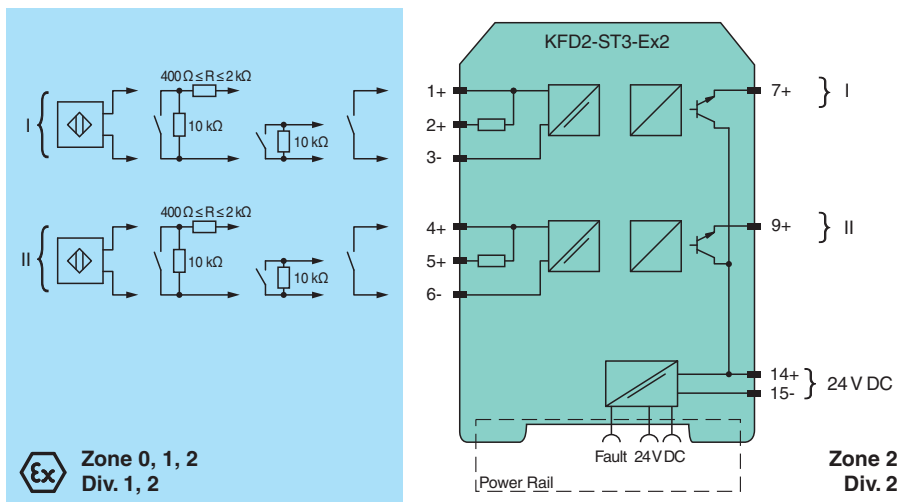 KFD2-ST3-Ex2
400 Ω ≤ R ≤ 2 kΩ
I
10 kΩ
10 kΩ
1+
2+
3-
7+
I
400 Ω ≤ R ≤ 2 kΩ
II
10 kΩ
10 kΩ
4+
5+
6-
9+
II
14+
15-
24 V DC
Fault
24 V DC
Power Rail
Ex
Zone 0, 1, 2
Div. 1, 2
Zone 2
Div. 2